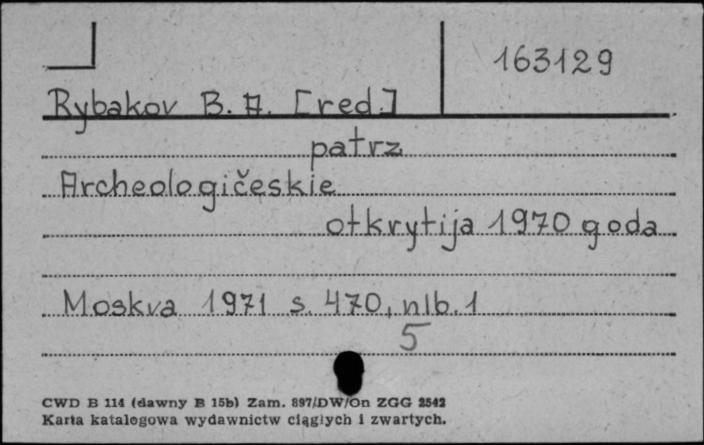 163129
Rybakov B. A. [red.]
patrz
Archeologičeskie
otkrytija 1970 goda
Moskva 1971 s. 470, nlb. 1
5
CWD B 114 (dawny B 15b) Zam. 897/DW/On ZGG 2542
Karta katalogowa wydawnictw ciągłych i zwartych.